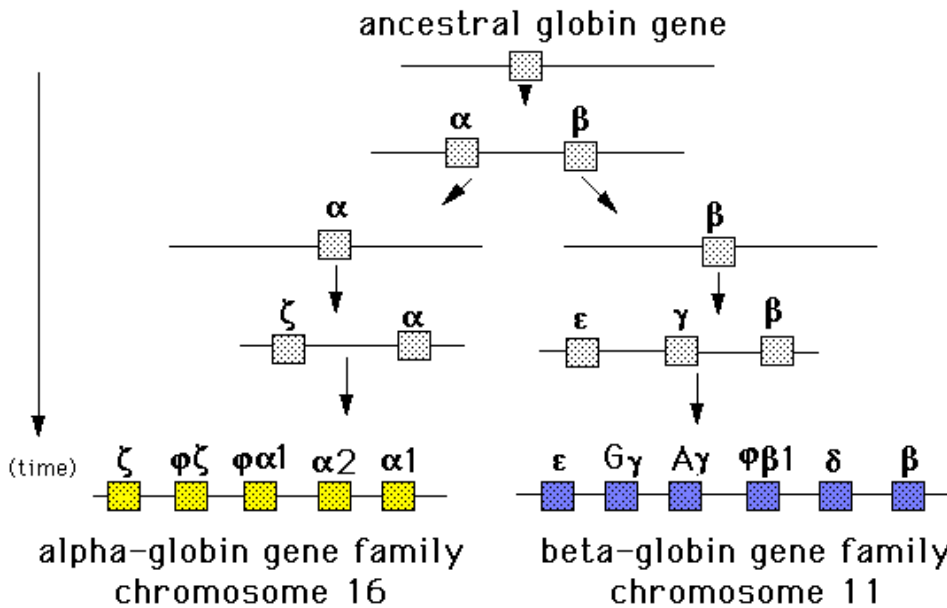 ancestral globin gene
α β
α β
ζ α ε γ β
(time) ζ φζ φα1 α2 α1 ε Gγ Aγ φβ1 δ β
alpha-globin gene family beta-globin gene family
chromosome 16 chromosome 11